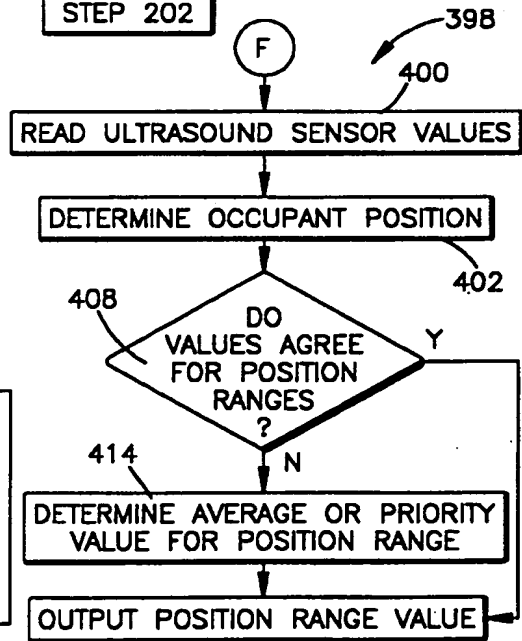 STEP 202
F
398
400
READ ULTRASOUND SENSOR VALUES
DETERMINE OCCUPANT POSITION
402
408
DO
VALUES AGREE
FOR POSITION
RANGES
?
Y
414
N
DETERMINE AVERAGE OR PRIORITY
VALUE FOR POSITION RANGE
OUTPUT POSITION RANGE VALUE